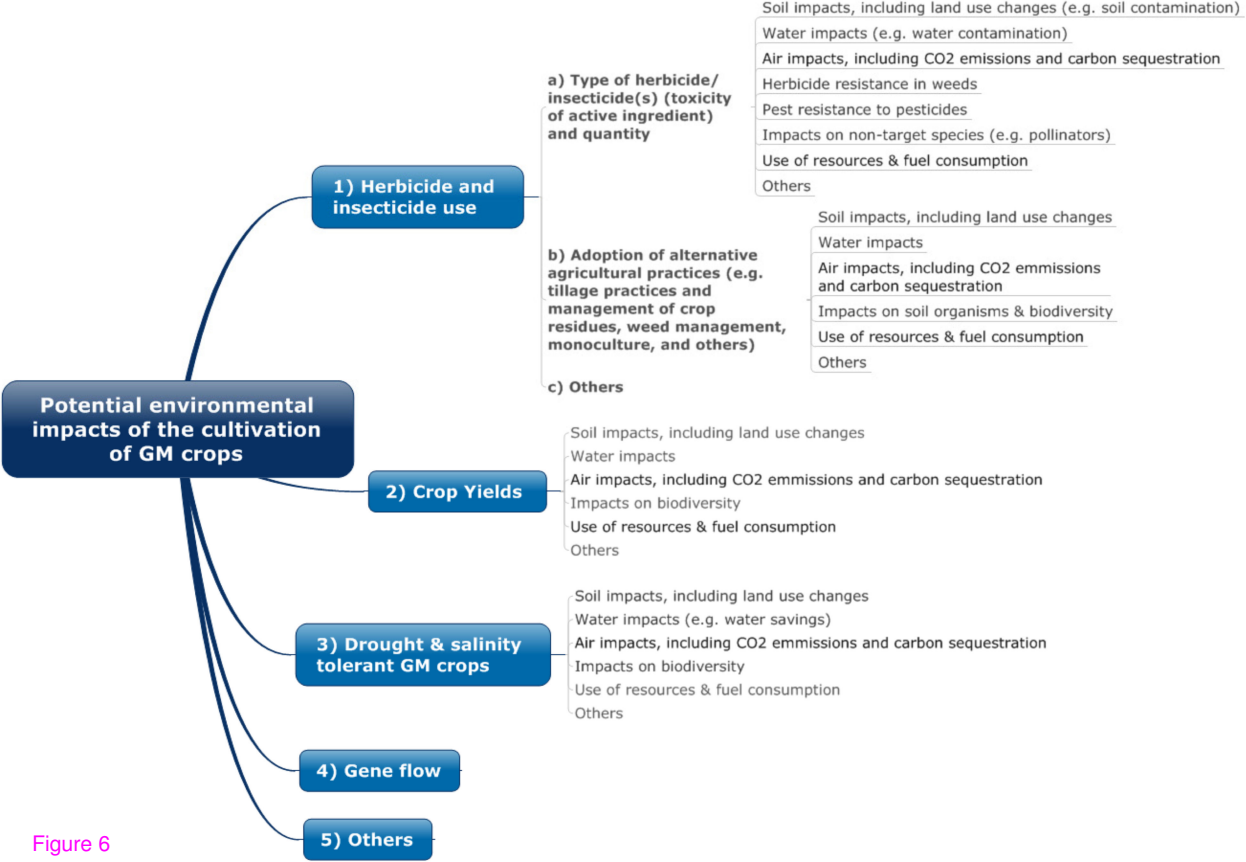 Potential environmental
impacts of the cultivation
of GM crops
1) Herbicide and
insecticide use
a) Type of herbicide/
insecticide(s) (toxicity
of active ingredient)
and quantity
Soil impacts, including land use changes (e.g. soil contamination)
Water impacts (e.g. water contamination)
Air impacts, including CO2 emissions and carbon sequestration
Herbicide resistance in weeds
Pest resistance to pesticides
Impacts on non-target species (e.g. pollinators)
Use of resources & fuel consumption
Others
b) Adoption of alternative
agricultural practices (e.g.
tillage practices and
management of crop
residues, weed management,
monoculture, and others)
Soil impacts, including land use changes
Water impacts
Air impacts, including CO2 emmissions
and carbon sequestration
Impacts on soil organisms & biodiversity
Use of resources & fuel consumption
Others
c) Others
2) Crop Yields
Soil impacts, including land use changes
Water impacts
Air impacts, including CO2 emmissions and carbon sequestration
Impacts on biodiversity
Use of resources & fuel consumption
Others
3) Drought & salinity
tolerant GM crops
Soil impacts, including land use changes
Water impacts (e.g. water savings)
Air impacts, including CO2 emmissions and carbon sequestration
Impacts on biodiversity
Use of resources & fuel consumption
Others
4) Gene flow
5) Others
Figure 6